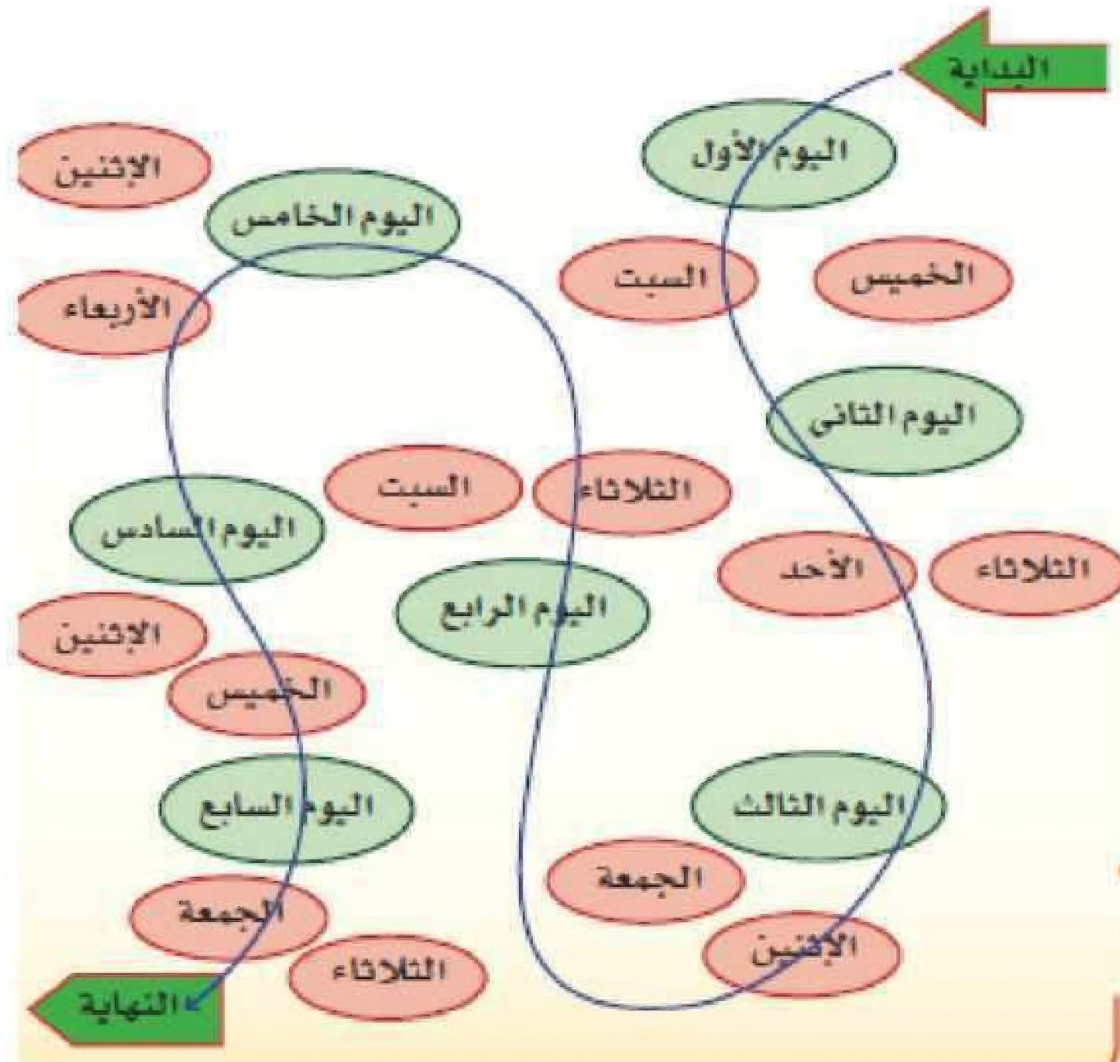 البداية
اليوم الأول
السبت
الخميس
اليوم الثانى
الأحد
الثلاثاء
اليوم الثالث
الجمعة
الإثنين
الثلاثاء
السبت
اليوم الرابع
اليوم الخامس
الإثنين
الأربعاء
اليوم السادس
الإثنين
الخميس
اليوم السابع
الجمعة
الثلاثاء
النهاية